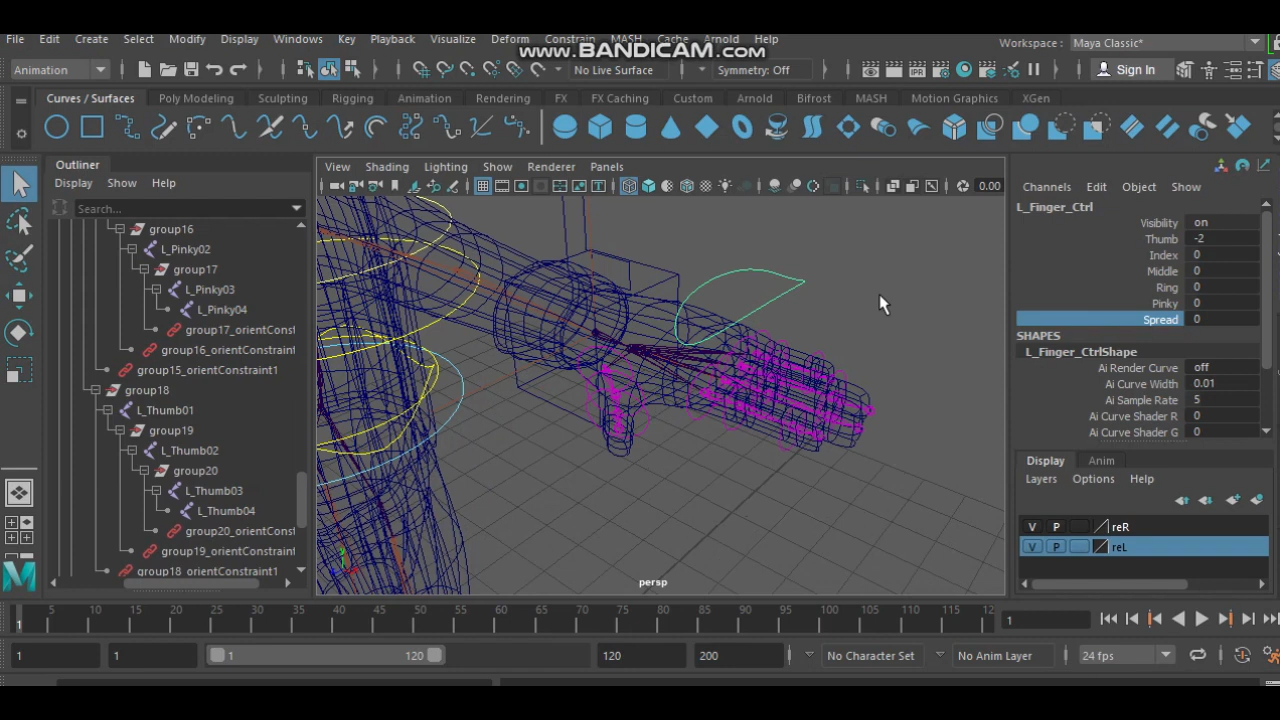 File Edit Create Select Modify Display Windows Key Playback Visualize Deform Constrain MASH Cache Arnold Help
www.BANDICAM.com
Workspace : Maya Classic*
Animation No Live Surface Symmetry: Off Sign In
Curves / Surfaces Poly Modeling Sculpting Rigging Animation Rendering FX FX Caching Custom Arnold Bifrost MASH Motion Graphics XGen
Outliner
Display Show Help
Search...
group16
L_Pinky02
group17
L_Pinky03
L_Pinky04
group17_orientConst
group16_orientConstraint
group15_orientConstraint1
group18
L_Thumb01
group19
L_Thumb02
group20
L_Thumb03
L_Thumb04
group20_orientConst
group19_orientConstraint
group18_orientConstraint1
View Shading Lighting Show Renderer Panels
0.00
persp
Channels Edit Object Show
L_Finger_Ctrl
Visibility on
Thumb -2
Index 0
Middle 0
Ring 0
Pinky 0
Spread 0
SHAPES
L_Finger_CtrlShape
Ai Render Curve off
Ai Curve Width 0.01
Ai Sample Rate 5
Ai Curve Shader R 0
Ai Curve Shader G 0
Display Anim
Layers Options Help
V P reR
V P reL
5 10 15 20 25 30 35 40 45 50 55 60 65 70 75 80 85 90 95 100 105 110 115 12
1 1
1 1 1 120 120 200 No Character Set No Anim Layer 24 fps